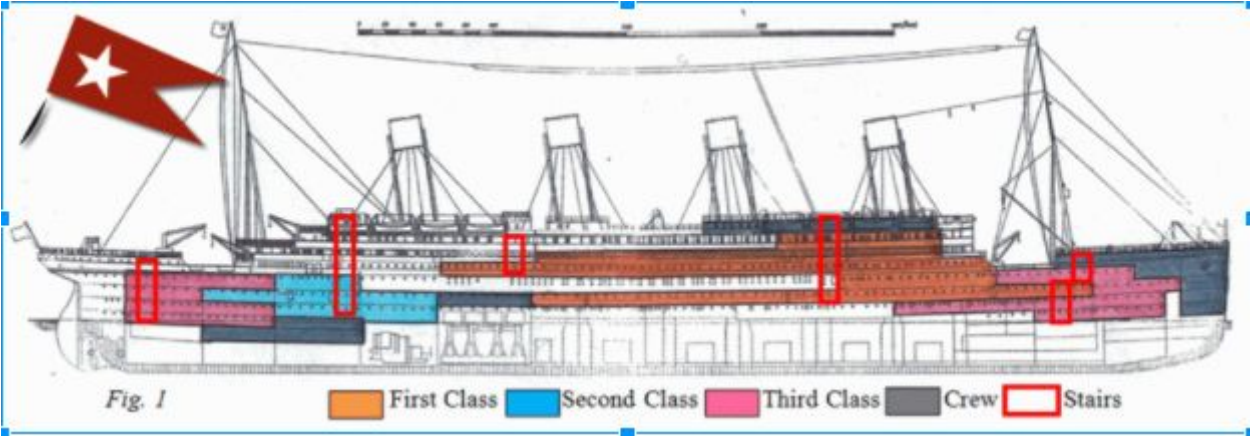 Fig. 1
First Class
Second Class
Third Class
Crew
Stairs